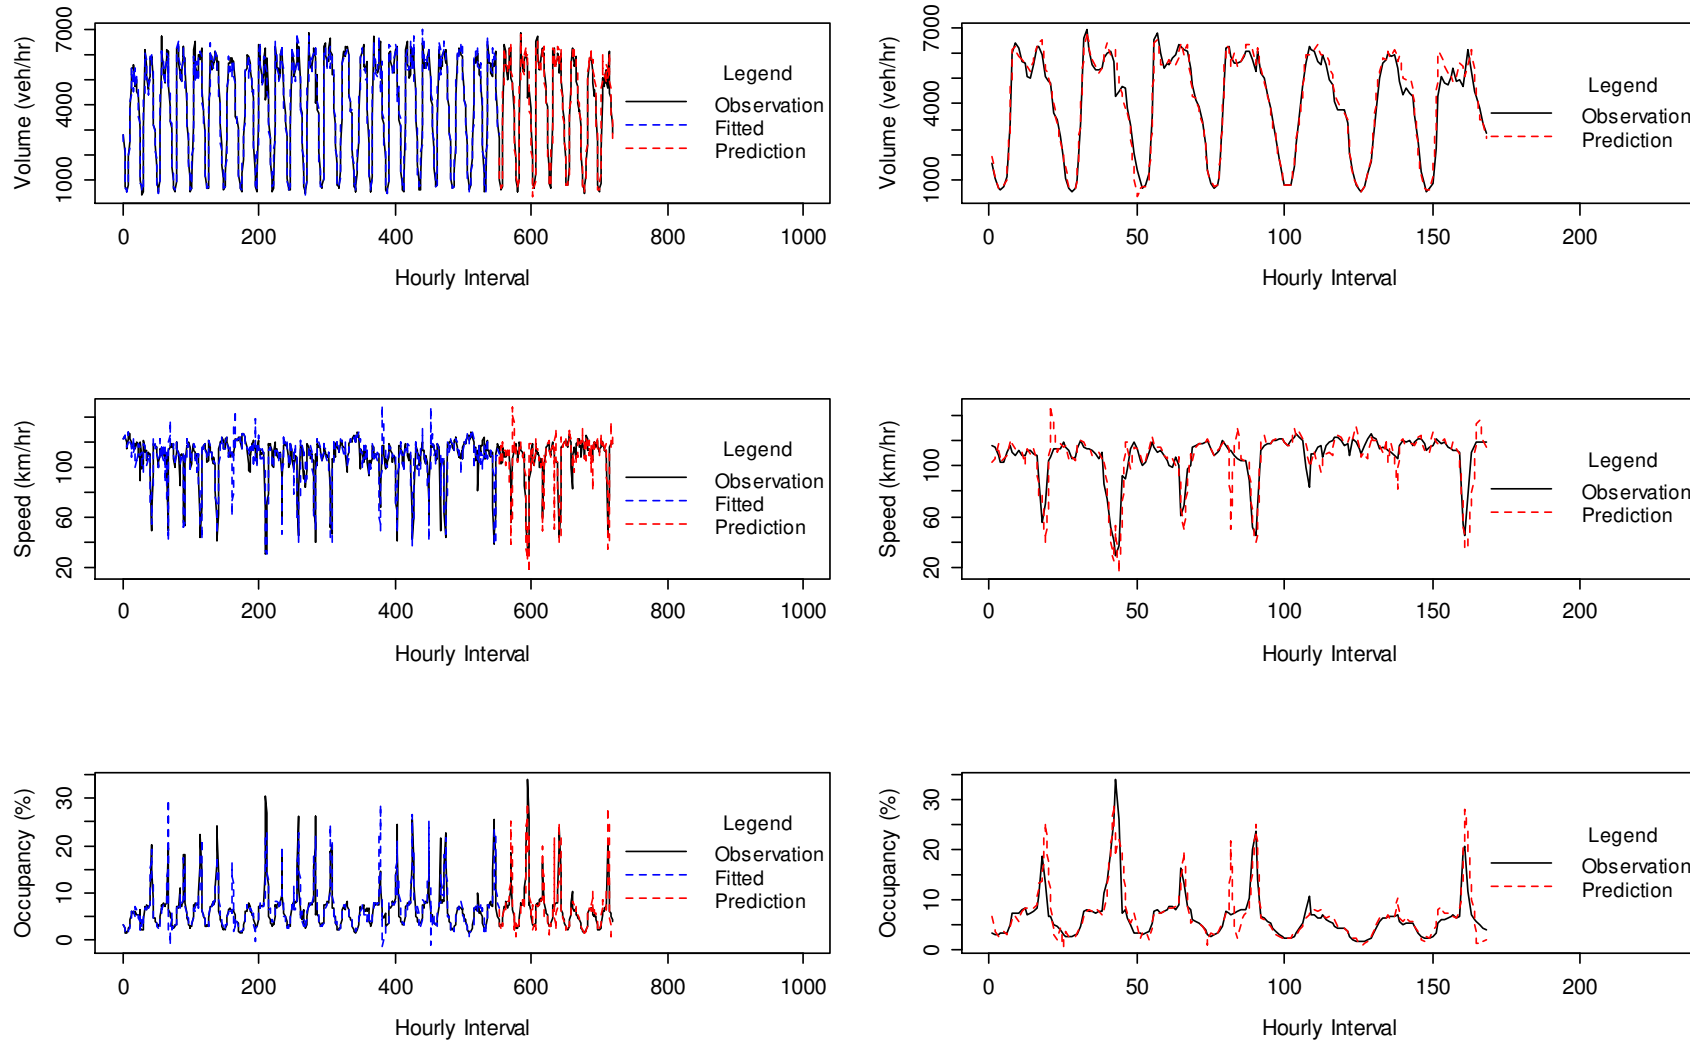 Volume (veh/hr)
7000
4000
1000
Legend
Observation
Fitted
Prediction
0 200 400 600 800 1000
Hourly Interval
Volume (veh/hr)
7000
4000
1000
Legend
Observation
Prediction
0 50 100 150 200
Hourly Interval
Speed (km/hr)
100
60
20
Legend
Observation
Fitted
Prediction
0 200 400 600 800 1000
Hourly Interval
Speed (km/hr)
100
60
20
Legend
Observation
Prediction
0 50 100 150 200
Hourly Interval
Occupancy (%)
30
20
10
0
Legend
Observation
Fitted
Prediction
0 200 400 600 800 1000
Hourly Interval
Occupancy (%)
30
20
10
0
Legend
Observation
Prediction
0 50 100 150 200
Hourly Interval